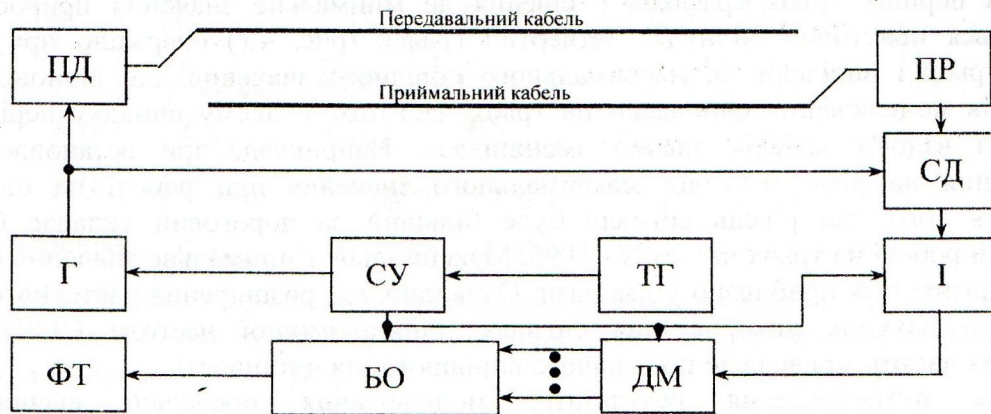 Передавальний кабель
ПД
ПР
Приймальний кабель
СД
Г
СУ
ТГ
І
ФТ
БО
ДМ